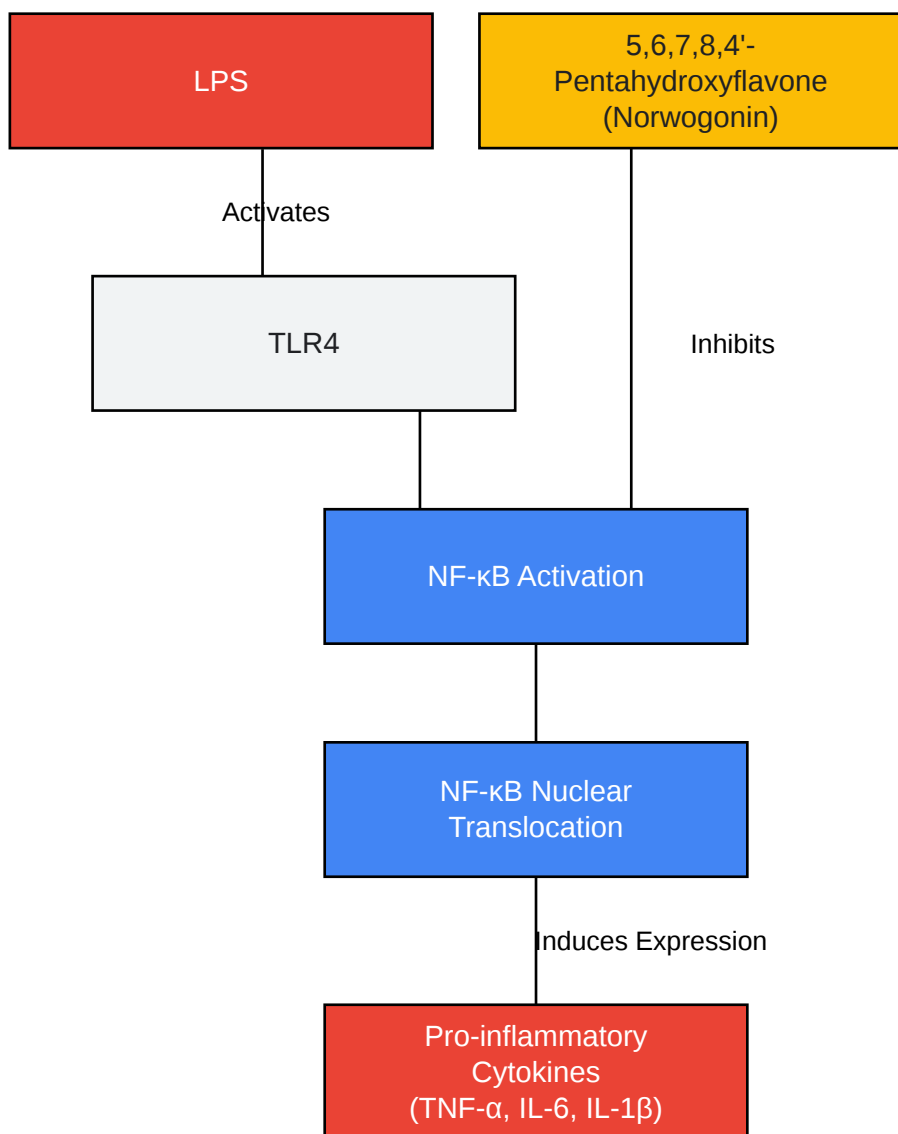 LPS
5,6,7,8,4'-
Pentahydroxyflavone
(Norwogonin)
Activates
TLR4
Inhibits
NF-κB Activation
NF-κB Nuclear
Translocation
Induces Expression
Pro-inflammatory
Cytokines
(TNF-α, IL-6, IL-1β)